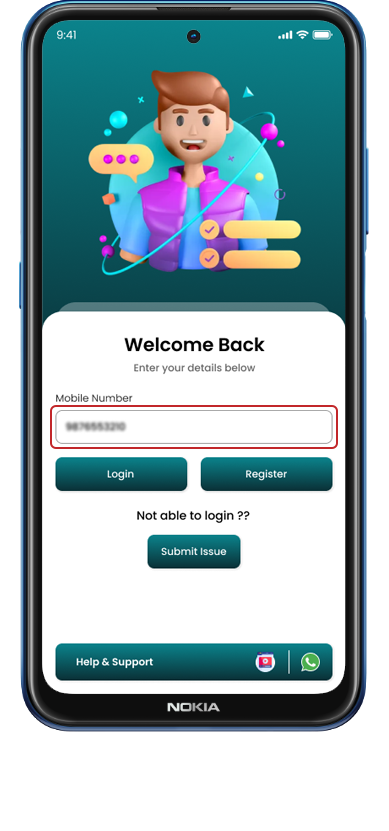 9:41
Welcome Back
Enter your details below
Mobile Number
Login
Register
Not able to login ??
Submit Issue
Help & Support
NOKIA